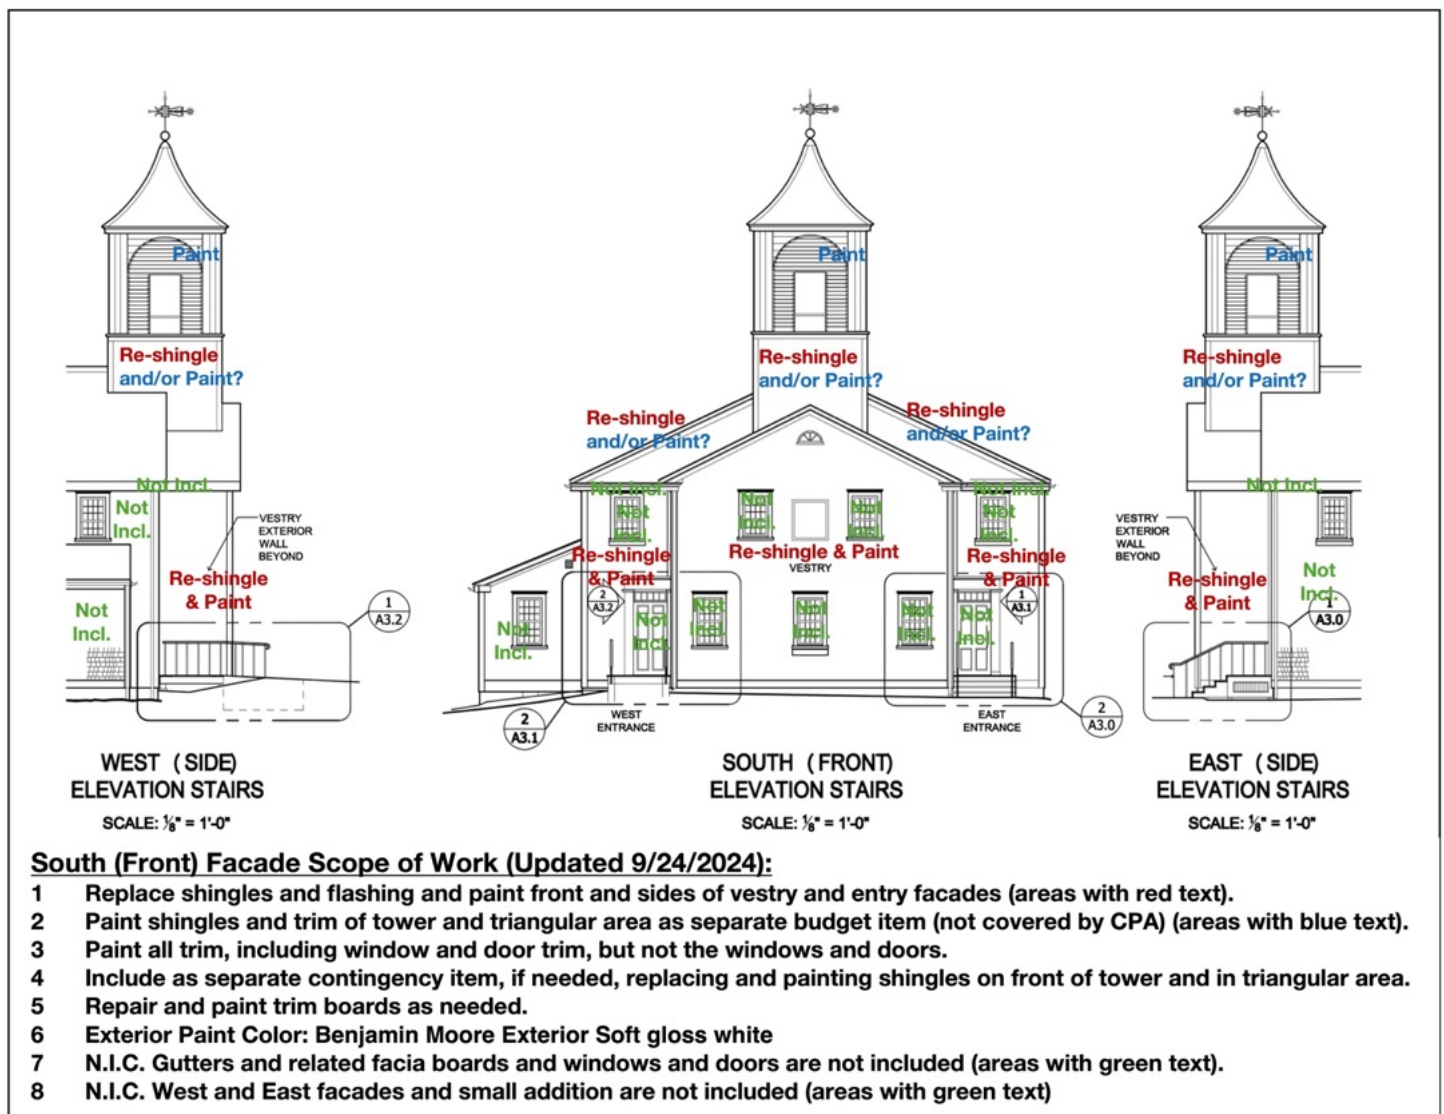 Paint
Paint
Paint
Re-shingle
and/or Paint?
Re-shingle
and/or Paint?
Re-shingle
and/or Paint?
Re-shingle
and/or Paint?
Re-shingle
and/or Paint?
Not Incl.
Not
Incl.
VESTRY
EXTERIOR
WALL
BEYOND
Re-shingle
& Paint
Not
Incl.
1
A3.2
Not Incl.
Not
Incl.
Not
Incl.
Not
Incl.
Not Incl.
Not
Incl.
Re-shingle
& Paint
Re-shingle & Paint
VESTRY
Re-shingle
& Paint
2
A3.2
1
A3.1
Not
Incl.
Not
Incl.
Not
Incl.
Not
Incl.
Not
Incl.
Not
Incl.
2
A3.1
WEST
ENTRANCE
EAST
ENTRANCE
2
A3.0
Not Incl.
VESTRY
EXTERIOR
WALL
BEYOND
Re-shingle
& Paint
Not
Incl.
1
A3.0
WEST (SIDE)
ELEVATION STAIRS
SCALE: ⅛" = 1'-0"
SOUTH (FRONT)
ELEVATION STAIRS
SCALE: ⅛" = 1'-0"
EAST (SIDE)
ELEVATION STAIRS
SCALE: ⅛" = 1'-0"
South (Front) Facade Scope of Work (Updated 9/24/2024):
1 Replace shingles and flashing and paint front and sides of vestry and entry facades (areas with red text).
2 Paint shingles and trim of tower and triangular area as separate budget item (not covered by CPA) (areas with blue text).
3 Paint all trim, including window and door trim, but not the windows and doors.
4 Include as separate contingency item, if needed, replacing and painting shingles on front of tower and in triangular area.
5 Repair and paint trim boards as needed.
6 Exterior Paint Color: Benjamin Moore Exterior Soft gloss white
7 N.I.C. Gutters and related facia boards and windows and doors are not included (areas with green text).
8 N.I.C. West and East facades and small addition are not included (areas with green text)